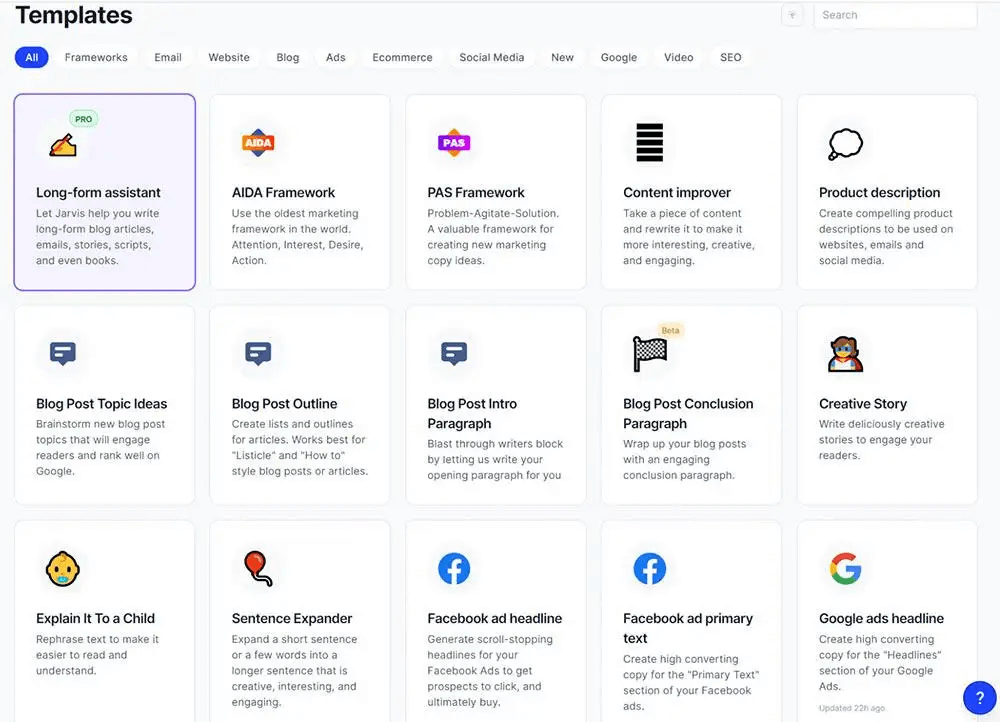 Templates
Search
All Frameworks Email Website Blog Ads Ecommerce Social Media New Google Video SEO
PRO
Long-form assistant
Let Jarvis help you write
long-form blog articles,
emails, stories, scripts,
and even books.
AIDA
AIDA Framework
Use the oldest marketing
framework in the world.
Attention, Interest, Desire,
Action.
PAS
PAS Framework
Problem-Agitate-Solution.
A valuable framework for
creating new marketing
copy ideas.
Content improver
Take a piece of content
and rewrite it to make it
more interesting, creative,
and engaging.
Product description
Create compelling product
descriptions to be used on
websites, emails and
social media.
Blog Post Topic Ideas
Brainstorm new blog post
topics that will engage
readers and rank well on
Google.
Blog Post Outline
Create lists and outlines
for articles. Works best for
"Listicle" and "How to"
style blog posts or articles.
Blog Post Intro
Paragraph
Blast through writers block
by letting us write your
opening paragraph for you
Beta
Blog Post Conclusion
Paragraph
Wrap up your blog posts
with an engaging
conclusion paragraph.
Creative Story
Write deliciously creative
stories to engage your
readers.
Explain It To a Child
Rephrase text to make it
easier to read and
understand.
Sentence Expander
Expand a short sentence
or a few words into a
longer sentence that is
creative, interesting, and
engaging.
Facebook ad headline
Generate scroll-stopping
headlines for your
Facebook Ads to get
prospects to click, and
ultimately buy.
Facebook ad primary
text
Create high converting
copy for the "Primary Text"
section of your Facebook
ads.
Google ads headline
Create high converting
copy for the "Headlines"
section of your Google
Ads.
Updated 22h ago
?